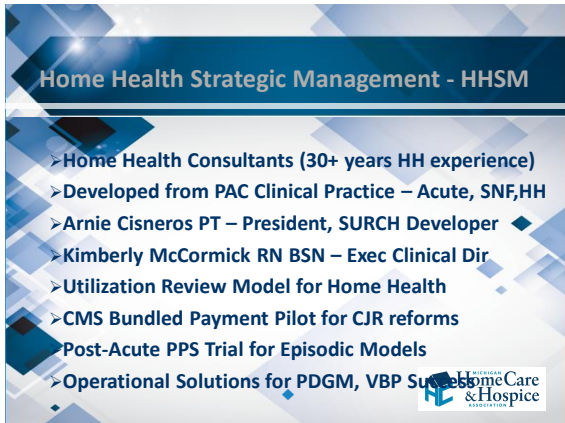 Home Health Strategic Management - HHSM
➢Home Health Consultants (30+ years HH experience)
➢Developed from PAC Clinical Practice – Acute, SNF,HH
➢Arnie Cisneros PT – President, SURCH Developer
➢Kimberly McCormick RN BSN – Exec Clinical Dir
➢Utilization Review Model for Home Health
➢CMS Bundled Payment Pilot for CJR reforms
➢Post-Acute PPS Trial for Episodic Models
➢Operational Solutions for PDGM, VBP Success
MICHIGAN
HomeCare
&Hospice
ASSOCIATION